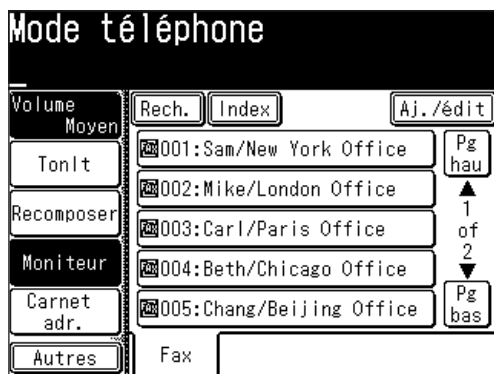 Mode téléphone
Volume
Moyen
Rech. Index Aj./édit
001:Sam/New York Office
Pg
hau
Tonlt
002:Mike/London Office
Recomposer
1
of
2
003:Carl/Paris Office
Moniteur
004:Beth/Chicago Office
Carnet
adr.
005:Chang/Beijing Office
Pg
bas
Autres
Fax